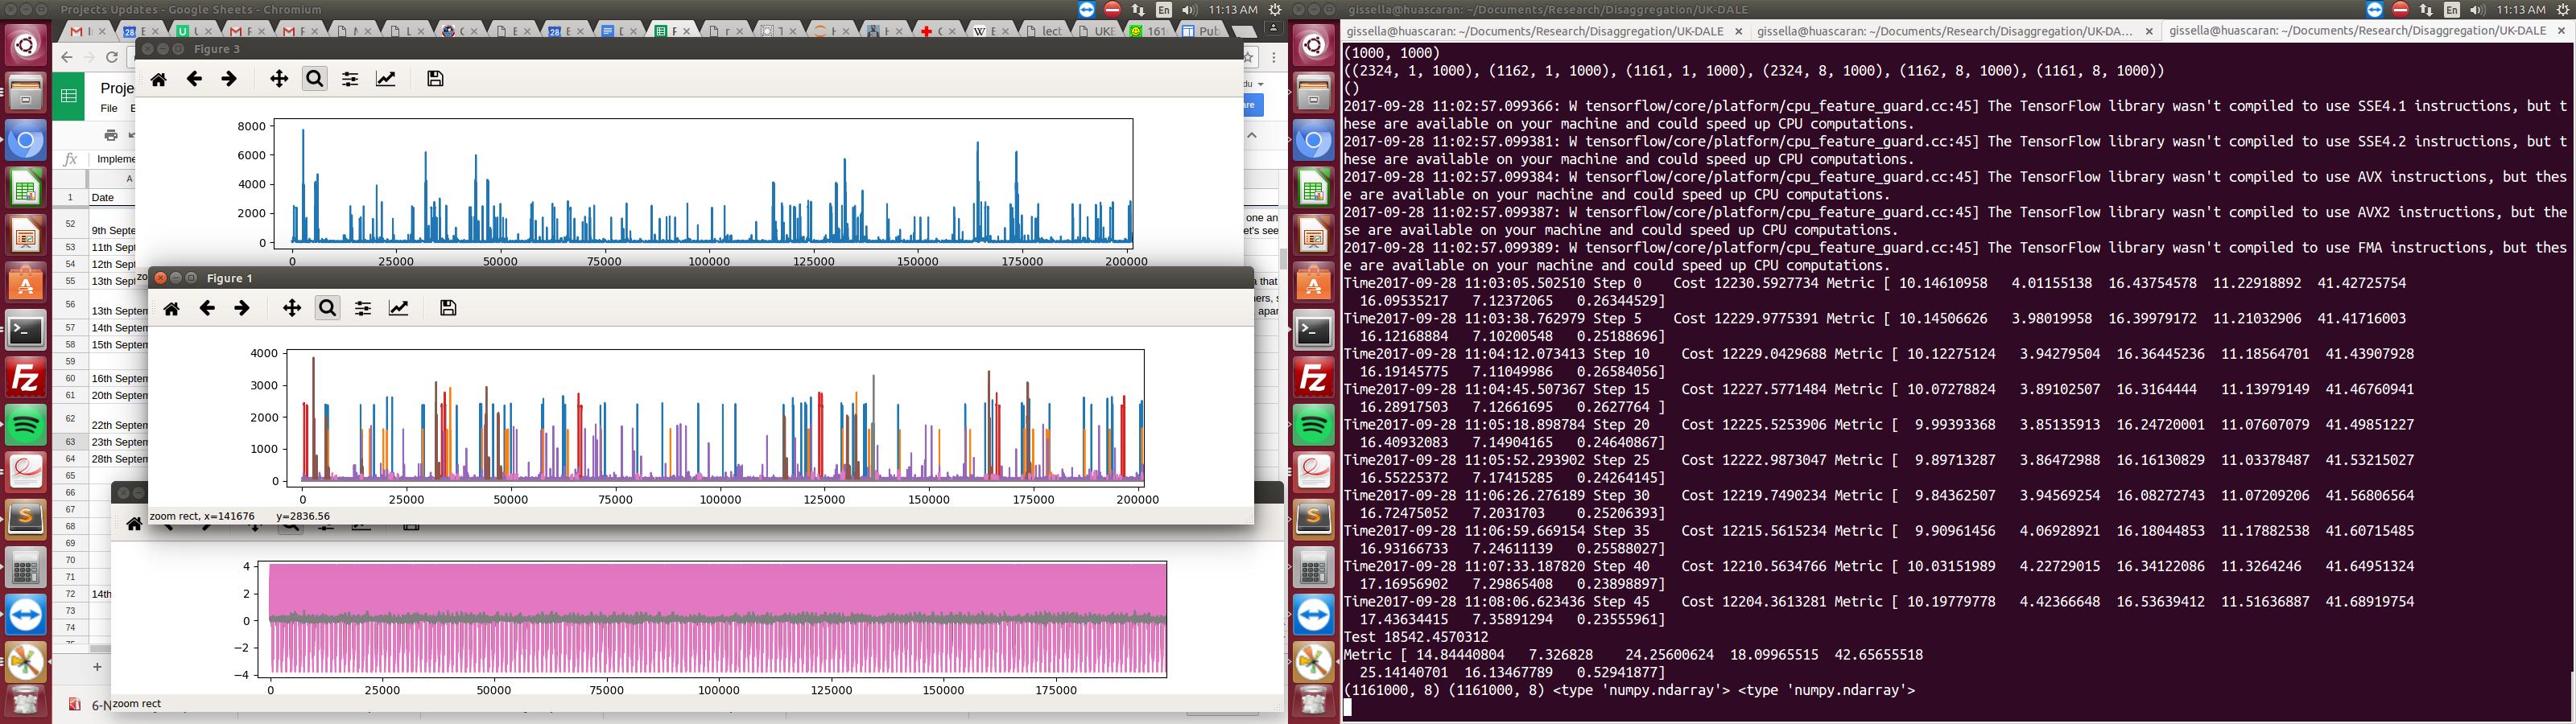 Projects Updates - Google Sheets - Chromium
En 11:13 AM
Figure 3
Proje
File
fx Impleme
A
1 Date
52 9th Septe
53 11th Sept
54 12th Sept
55 13th Sept
56 13th Septem
57 14th Septem
58 15th Septem
59
60 16th Septem
61 20th Septem
62 22th Septem
63 23th Septem
64 28th Septem
65
66
67
68
69
70
71
72 14th
73
74
8000
6000
4000
2000
0
0 25000 50000 75000 100000 125000 150000 175000 200000
one an
et's see
a that
ners, s
apar
Figure 1
4000
3000
2000
1000
0
0 25000 50000 75000 100000 125000 150000 175000 200000
zoom rect, x=141676 y=2836.56
4
2
0
−2
−4
0 25000 50000 75000 100000 125000 150000 175000
zoom rect
gissella@huascaran: ~/Documents/Research/Disaggregation/UK-DALE
En 11:13 AM
gissella@huascaran: ~/Documents/Research/Disaggregation/UK-DALE × gissella@huascaran: ~/Documents/Research/Disaggregation/UK-DA... × gissella@huascaran: ~/Documents/Research/Disaggregation/UK-DALE ×
(1000, 1000)
((2324, 1, 1000), (1162, 1, 1000), (1161, 1, 1000), (2324, 8, 1000), (1162, 8, 1000), (1161, 8, 1000))
()
2017-09-28 11:02:57.099366: W tensorflow/core/platform/cpu_feature_guard.cc:45] The TensorFlow library wasn't compiled to use SSE4.1 instructions, but t
hese are available on your machine and could speed up CPU computations.
2017-09-28 11:02:57.099381: W tensorflow/core/platform/cpu_feature_guard.cc:45] The TensorFlow library wasn't compiled to use SSE4.2 instructions, but t
hese are available on your machine and could speed up CPU computations.
2017-09-28 11:02:57.099384: W tensorflow/core/platform/cpu_feature_guard.cc:45] The TensorFlow library wasn't compiled to use AVX instructions, but thes
e are available on your machine and could speed up CPU computations.
2017-09-28 11:02:57.099387: W tensorflow/core/platform/cpu_feature_guard.cc:45] The TensorFlow library wasn't compiled to use AVX2 instructions, but the
se are available on your machine and could speed up CPU computations.
2017-09-28 11:02:57.099389: W tensorflow/core/platform/cpu_feature_guard.cc:45] The TensorFlow library wasn't compiled to use FMA instructions, but thes
e are available on your machine and could speed up CPU computations.
Time2017-09-28 11:03:05.502510 Step 0 Cost 12230.5927734 Metric [ 10.14610958 4.01155138 16.43754578 11.22918892 41.42725754
16.09535217 7.12372065 0.26344529]
Time2017-09-28 11:03:38.762979 Step 5 Cost 12229.9775391 Metric [ 10.14506626 3.98019958 16.39979172 11.21032906 41.41716003
16.12168884 7.10200548 0.25188696]
Time2017-09-28 11:04:12.073413 Step 10 Cost 12229.0429688 Metric [ 10.12275124 3.94279504 16.36445236 11.18564701 41.43907928
16.19145775 7.11049986 0.26584056]
Time2017-09-28 11:04:45.507367 Step 15 Cost 12227.5771484 Metric [ 10.07278824 3.89102507 16.3164444 11.13979149 41.46760941
16.28917503 7.12661695 0.2627764 ]
Time2017-09-28 11:05:18.898784 Step 20 Cost 12225.5253906 Metric [ 9.99393368 3.85135913 16.24720001 11.07607079 41.49851227
16.40932083 7.14904165 0.24640867]
Time2017-09-28 11:05:52.293902 Step 25 Cost 12222.9873047 Metric [ 9.89713287 3.86472988 16.16130829 11.03378487 41.53215027
16.55225372 7.17415285 0.24264145]
Time2017-09-28 11:06:26.276189 Step 30 Cost 12219.7490234 Metric [ 9.84362507 3.94569254 16.08272743 11.07209206 41.56806564
16.72475052 7.2031703 0.25206393]
Time2017-09-28 11:06:59.669154 Step 35 Cost 12215.5615234 Metric [ 9.90961456 4.06928921 16.18044853 11.17882538 41.60715485
16.93166733 7.24611139 0.25588027]
Time2017-09-28 11:07:33.187820 Step 40 Cost 12210.5634766 Metric [ 10.03151989 4.22729015 16.34122086 11.3264246 41.64951324
17.16956902 7.29865408 0.23898897]
Time2017-09-28 11:08:06.623436 Step 45 Cost 12204.3613281 Metric [ 10.19779778 4.42366648 16.53639412 11.51636887 41.68919754
17.43634415 7.35891294 0.23555961]
Test 18542.4570312
Metric [ 14.84440804 7.326828 24.25600624 18.09965515 42.65655518
25.14140701 16.13467789 0.52941877]
(1161000, 8) (1161000, 8) <type 'numpy.ndarray'> <type 'numpy.ndarray'>